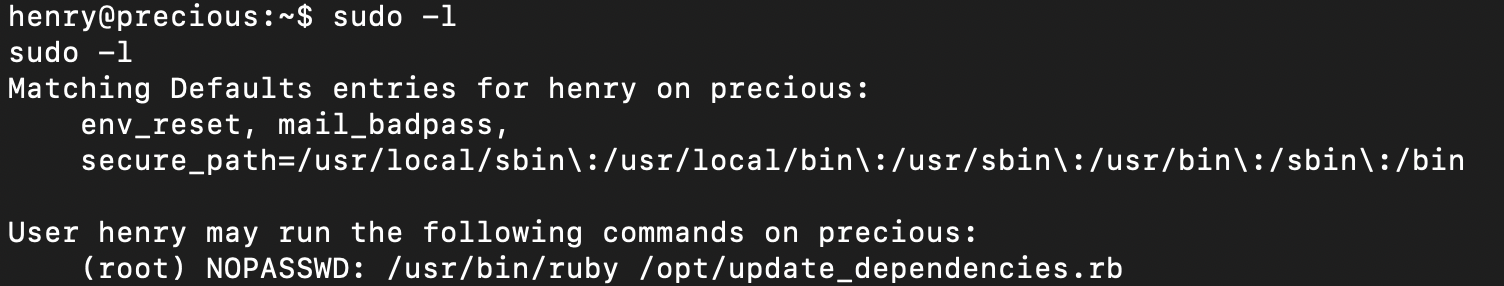 henry@precious:~$ sudo -l
sudo -l
Matching Defaults entries for henry on precious:
    env_reset, mail_badpass,
    secure_path=/usr/local/sbin\:/usr/local/bin\:/usr/sbin\:/usr/bin\:/sbin\:/bin

User henry may run the following commands on precious:
    (root) NOPASSWD: /usr/bin/ruby /opt/update_dependencies.rb